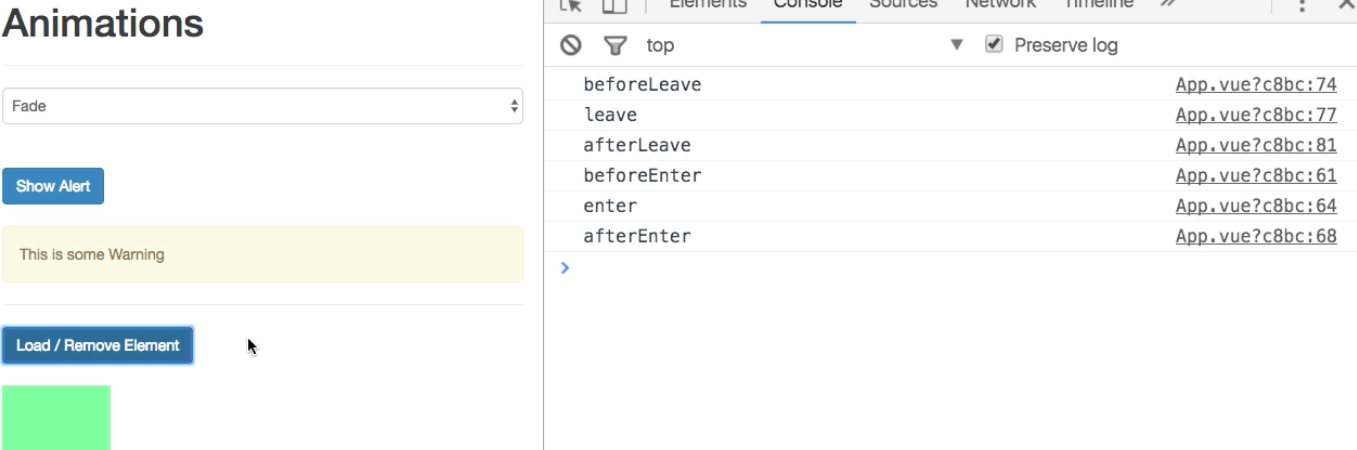 Animations
Fade
Show Alert
This is some Warning
Load / Remove Element
Elements Console Sources Network Timeline »
top Preserve log
beforeLeave App.vue?c8bc:74
leave App.vue?c8bc:77
afterLeave App.vue?c8bc:81
beforeEnter App.vue?c8bc:61
enter App.vue?c8bc:64
afterEnter App.vue?c8bc:68